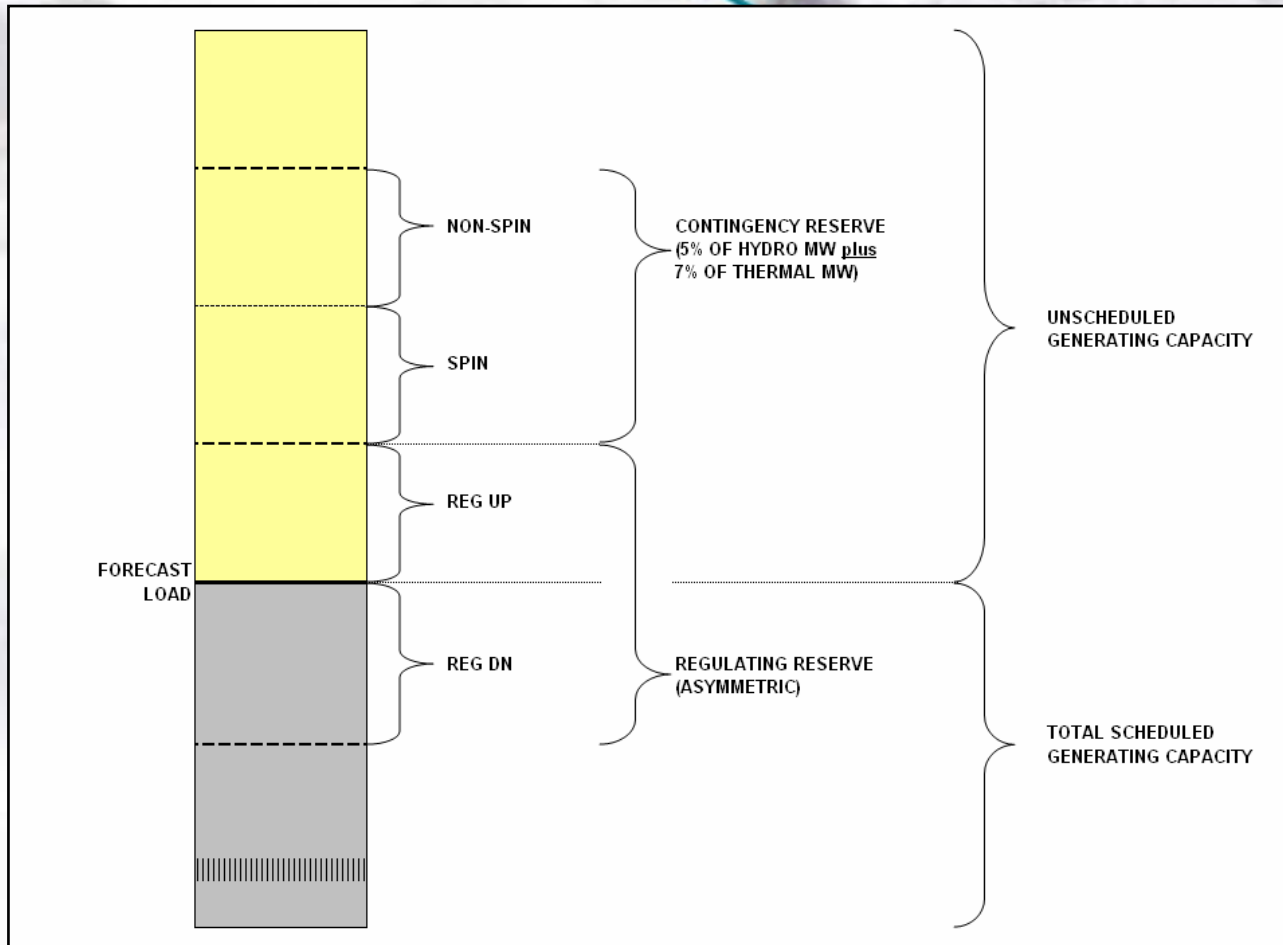 NON-SPIN
CONTINGENCY RESERVE
(5% OF HYDRO MW plus
7% OF THERMAL MW)
UNSCHEDULED
GENERATING CAPACITY
SPIN
REG UP
FORECAST
LOAD
REG DN
REGULATING RESERVE
(ASYMMETRIC)
TOTAL SCHEDULED
GENERATING CAPACITY